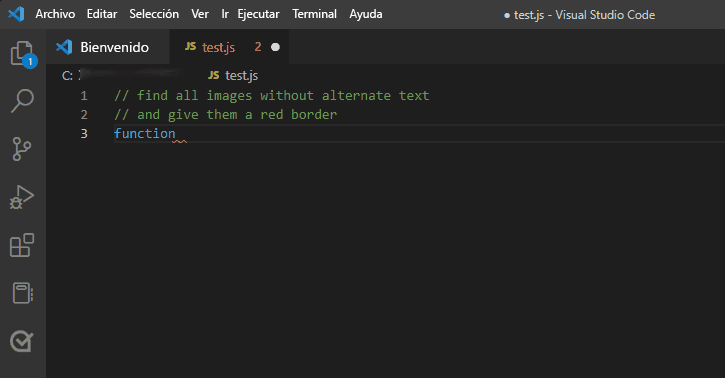 Archivo Editar Selección Ver Ir Ejecutar Terminal Ayuda ● test.js - Visual Studio Code
Bienvenido JS test.js 2 ●
C: JS test.js
1 // find all images without alternate text
2 // and give them a red border
3 function
1